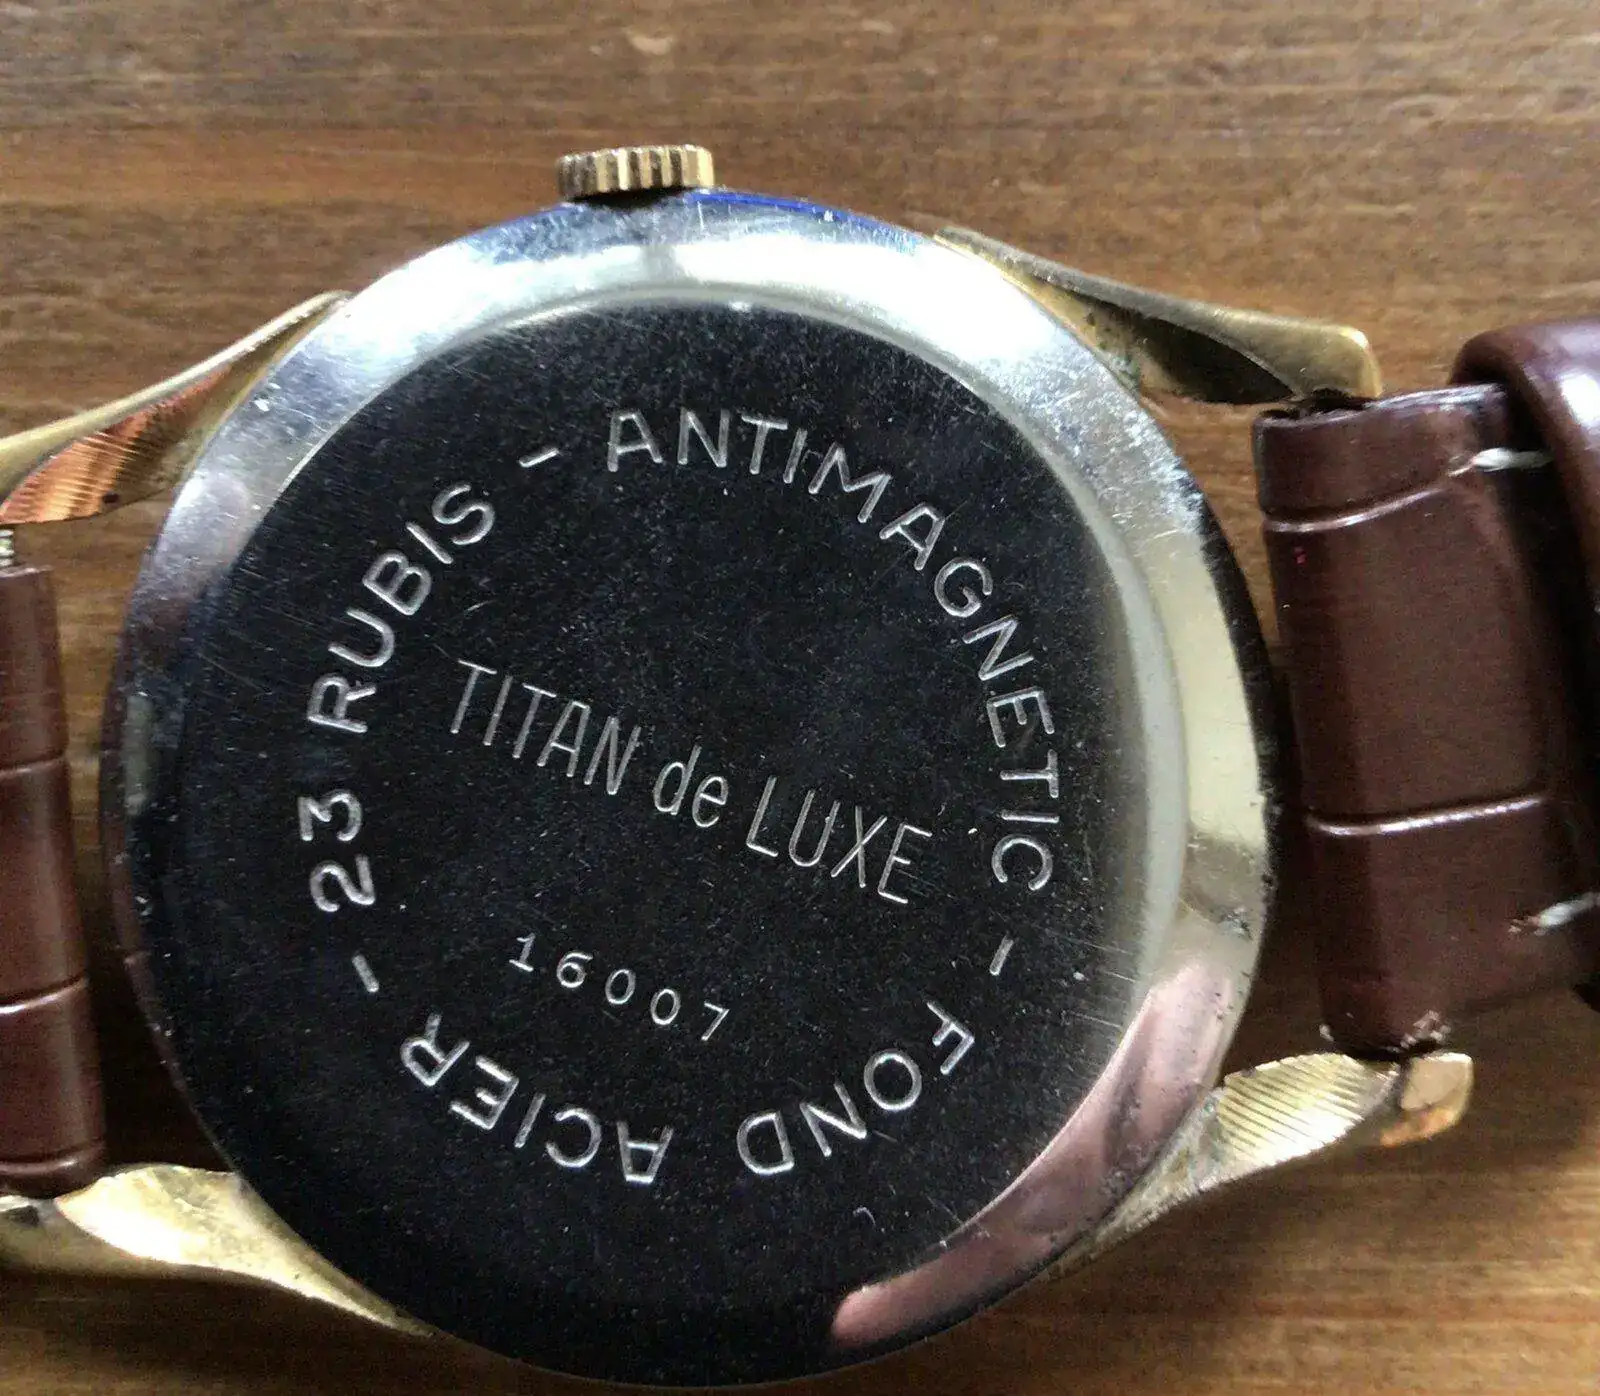 23 RUBIS - ANTIMAGNETIC - FOND ACIER -
TITAN de LUXE
16007